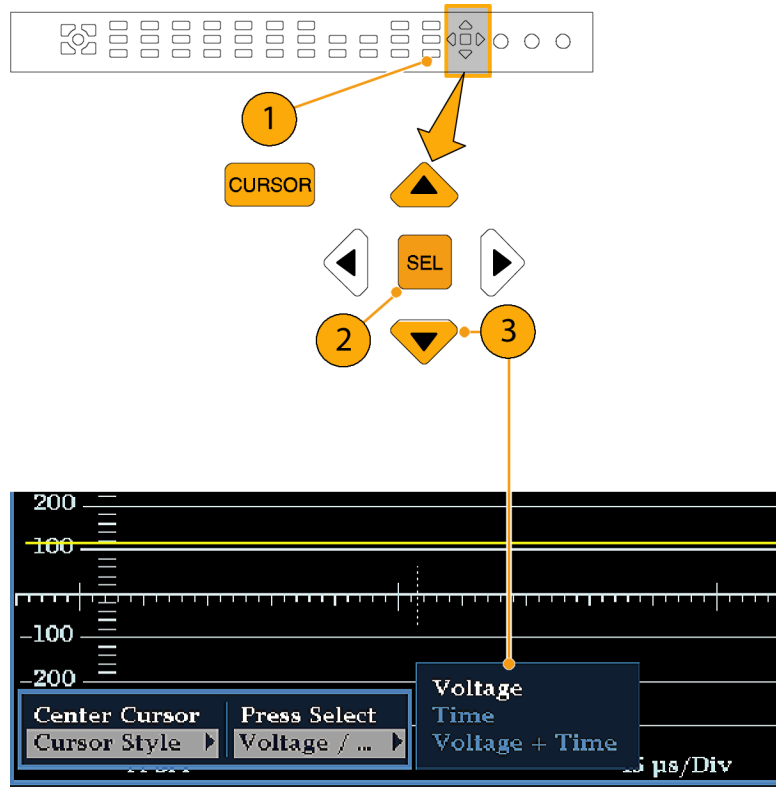 1
CURSOR
SEL
2
3
200
100
-100
-200
Voltage
Time
Voltage + Time
Center Cursor
Press Select
Cursor Style
Voltage / ...
µs/Div